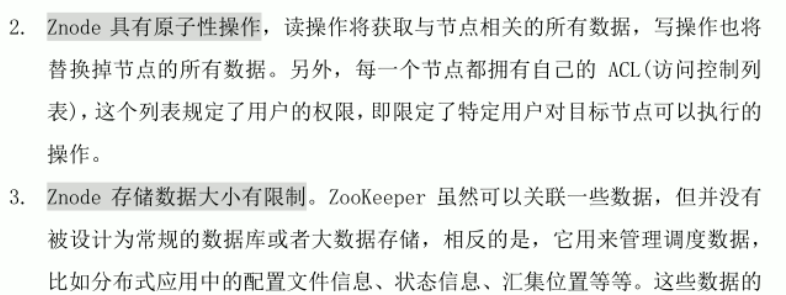 2. Znode 具有原子性操作，读操作将获取与节点相关的所有数据，写操作也将
替换掉节点的所有数据。另外，每一个节点都拥有自己的 ACL(访问控制列
表)，这个列表规定了用户的权限，即限定了特定用户对目标节点可以执行的
操作。
3. Znode 存储数据大小有限制。ZooKeeper 虽然可以关联一些数据，但并没有
被设计为常规的数据库或者大数据存储，相反的是，它用来管理调度数据，
比如分布式应用中的配置文件信息、状态信息、汇集位置等等。这些数据的